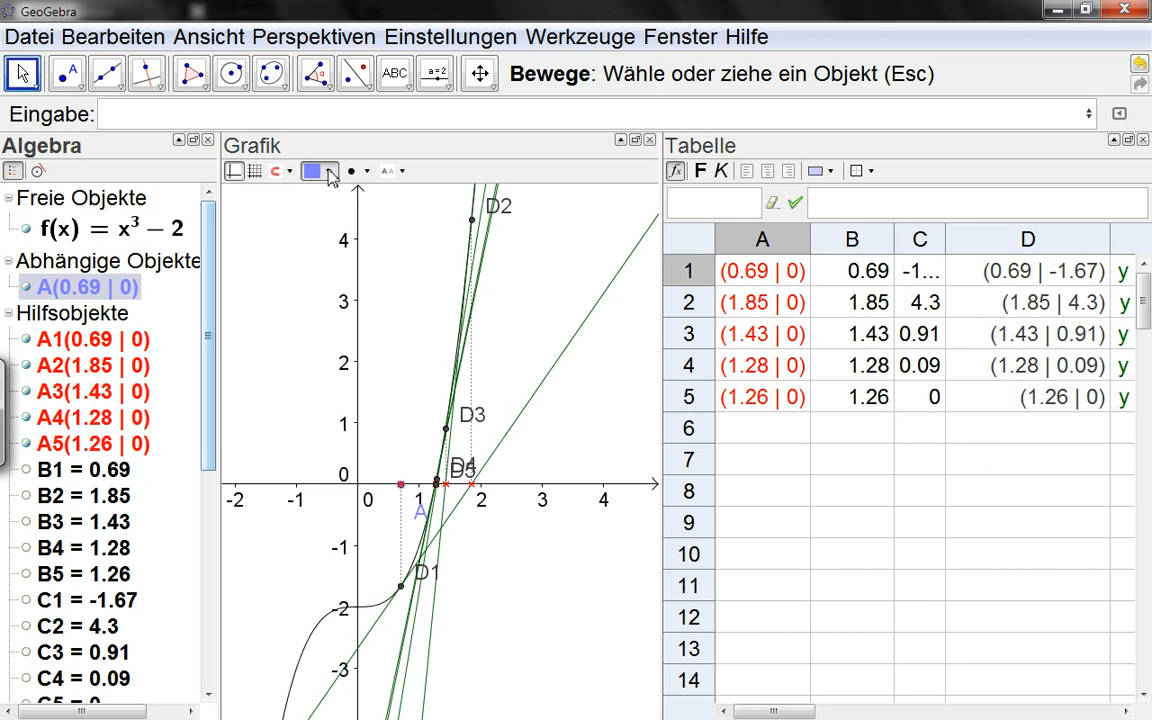 GeoGebra
Datei Bearbeiten Ansicht Perspektiven Einstellungen Werkzeuge Fenster Hilfe
A ABC a=2 Bewege: Wähle oder ziehe ein Objekt (Esc)
Eingabe:
Algebra
Freie Objekte
f(x) = x³ − 2
Abhängige Objekte
A(0.69 | 0)
Hilfsobjekte
A1(0.69 | 0)
A2(1.85 | 0)
A3(1.43 | 0)
A4(1.28 | 0)
A5(1.26 | 0)
B1 = 0.69
B2 = 1.85
B3 = 1.43
B4 = 1.28
B5 = 1.26
C1 = -1.67
C2 = 4.3
C3 = 0.91
C4 = 0.09
Grafik
AA
D2
4
3
2
D3
1
D4
D5
0
-2 -1 0 1 2 3 4
A
-1
D1
-2
-3
Tabelle
fx F K
A B C D
1 (0.69 | 0) 0.69 -1... (0.69 | -1.67) y
2 (1.85 | 0) 1.85 4.3 (1.85 | 4.3) y
3 (1.43 | 0) 1.43 0.91 (1.43 | 0.91) y
4 (1.28 | 0) 1.28 0.09 (1.28 | 0.09) y
5 (1.26 | 0) 1.26 0 (1.26 | 0) y
6
7
8
9
10
11
12
13
14